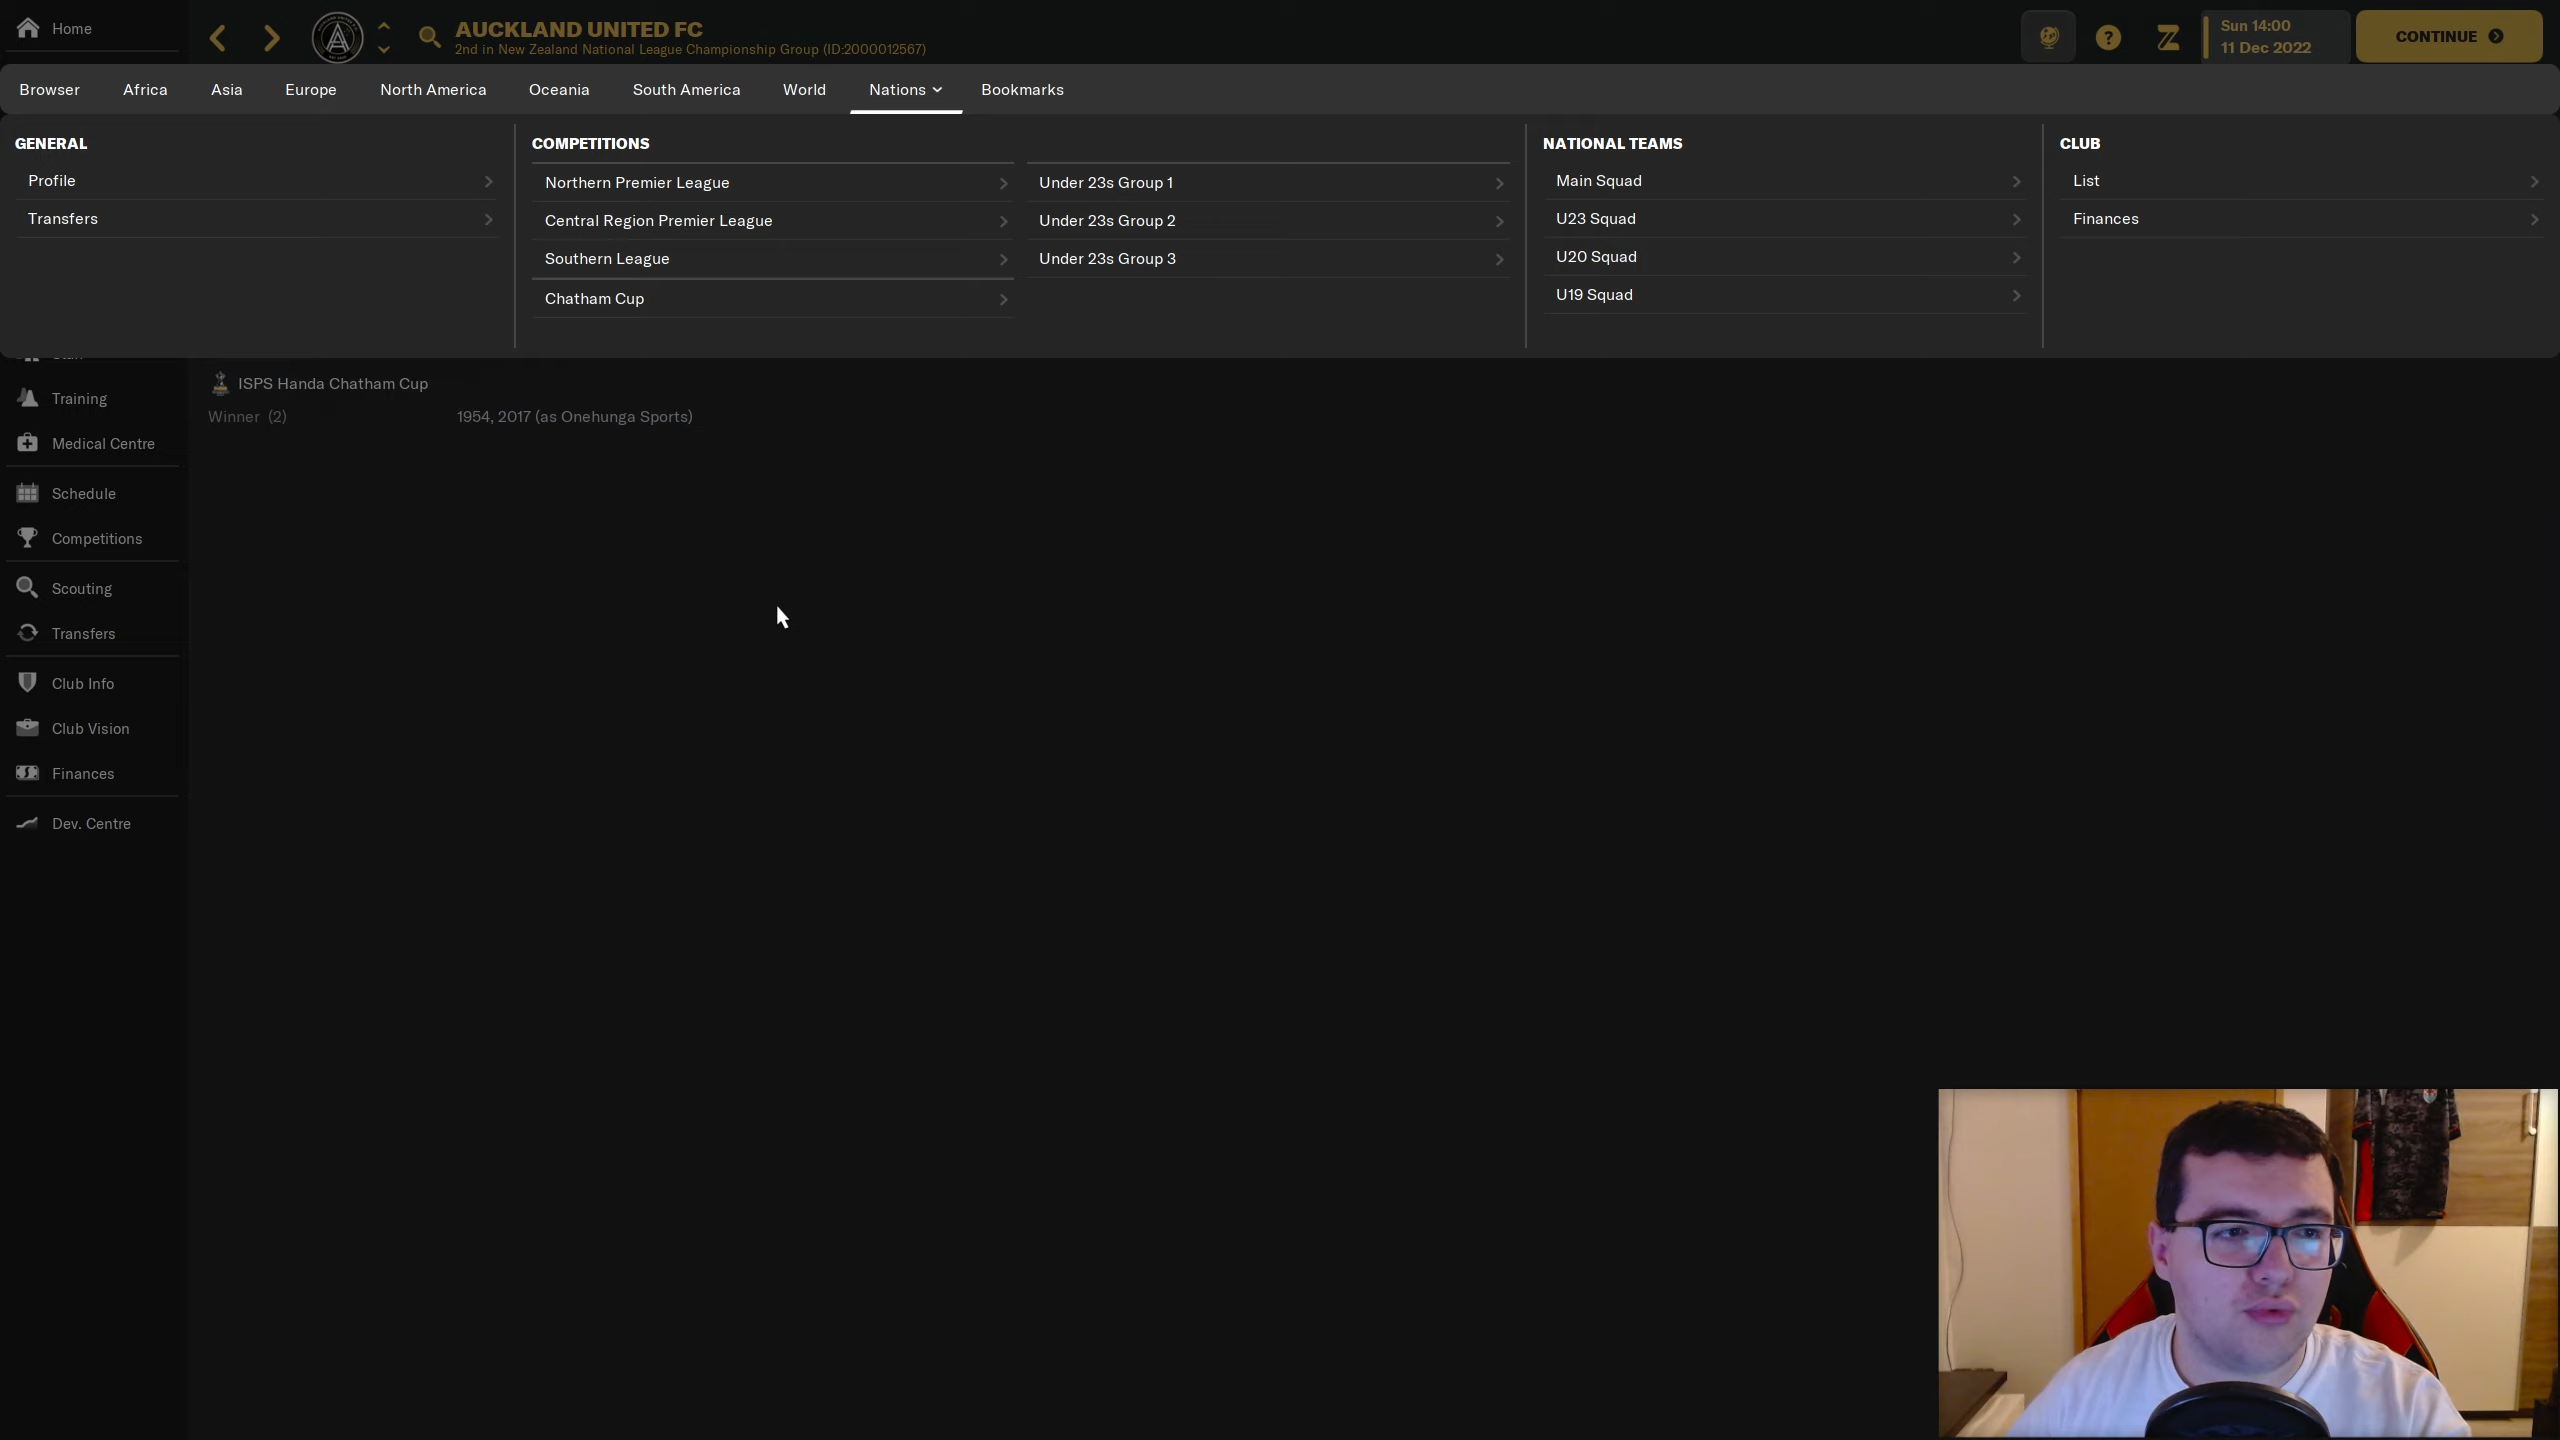 Home
AUCKLAND UNITED FC
2nd in New Zealand National League Championship Group (ID:2000012567)
Sun 14:00
11 Dec 2022
CONTINUE
Browser
Africa
Asia
Europe
North America
Oceania
South America
World
Nations
Bookmarks
GENERAL
Profile
Transfers
COMPETITIONS
Northern Premier League
Central Region Premier League
Southern League
Chatham Cup
Under 23s Group 1
Under 23s Group 2
Under 23s Group 3
NATIONAL TEAMS
Main Squad
U23 Squad
U20 Squad
U19 Squad
CLUB
List
Finances
Training
Medical Centre
Schedule
Competitions
Scouting
Transfers
Club Info
Club Vision
Finances
Dev. Centre
ISPS Handa Chatham Cup
Winner (2) 1954, 2017 (as Onehunga Sports)